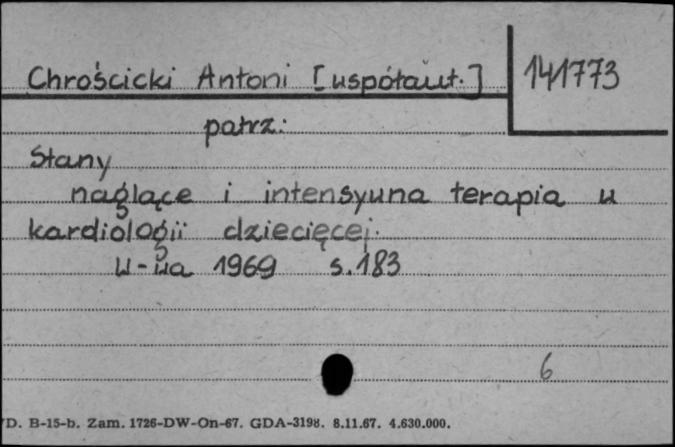 Chrościcki Antoni [współaut.]
141773
patrz:
Stany
naglące i intensywna terapia w
kardiologii dziecięcej.
W-wa 1969 s.183
6
D. B-15-b. Zam. 1726-DW-On-67. GDA-3198. 8.11.67. 4.630.000.